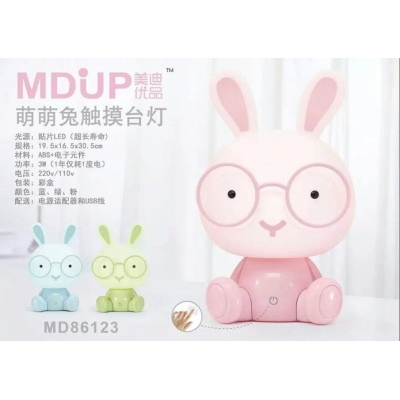 MDUP美迪优品™
萌萌兔触摸台灯
光源：贴片LED（超长寿命）
规格：19.5x16.5x30.5cm
材料：ABS+电子元件
功率：3W（1年仅耗1度电）
电压：220v/110v
包装：彩盒
颜色：蓝、绿、粉
配送：电源适配器和USB线
MD86123